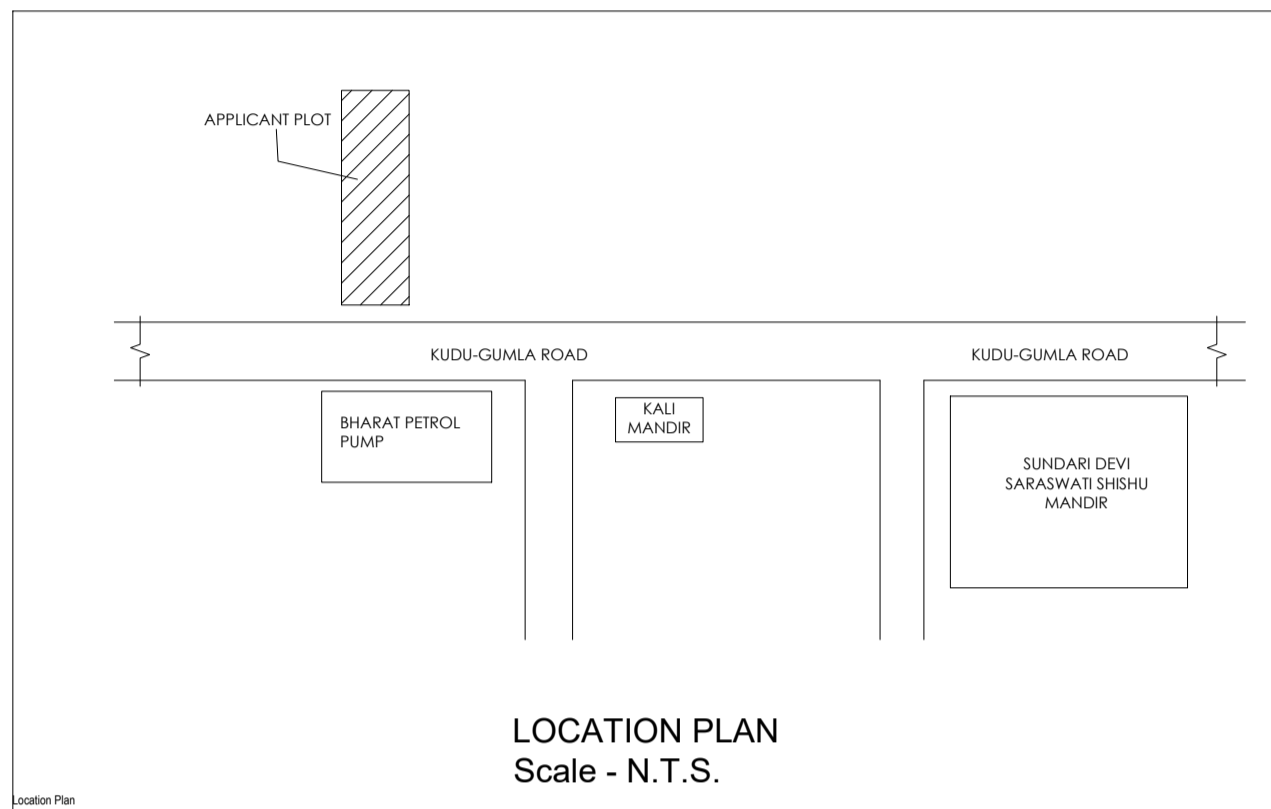 APPLICANT PLOT
KUDU-GUMLA ROAD
KUDU-GUMLA ROAD
BHARAT PETROL
PUMP
KALI
MANDIR
SUNDARI DEVI
SARASWATI SHISHU
MANDIR
LOCATION PLAN
Scale - N.T.S.
Location Plan